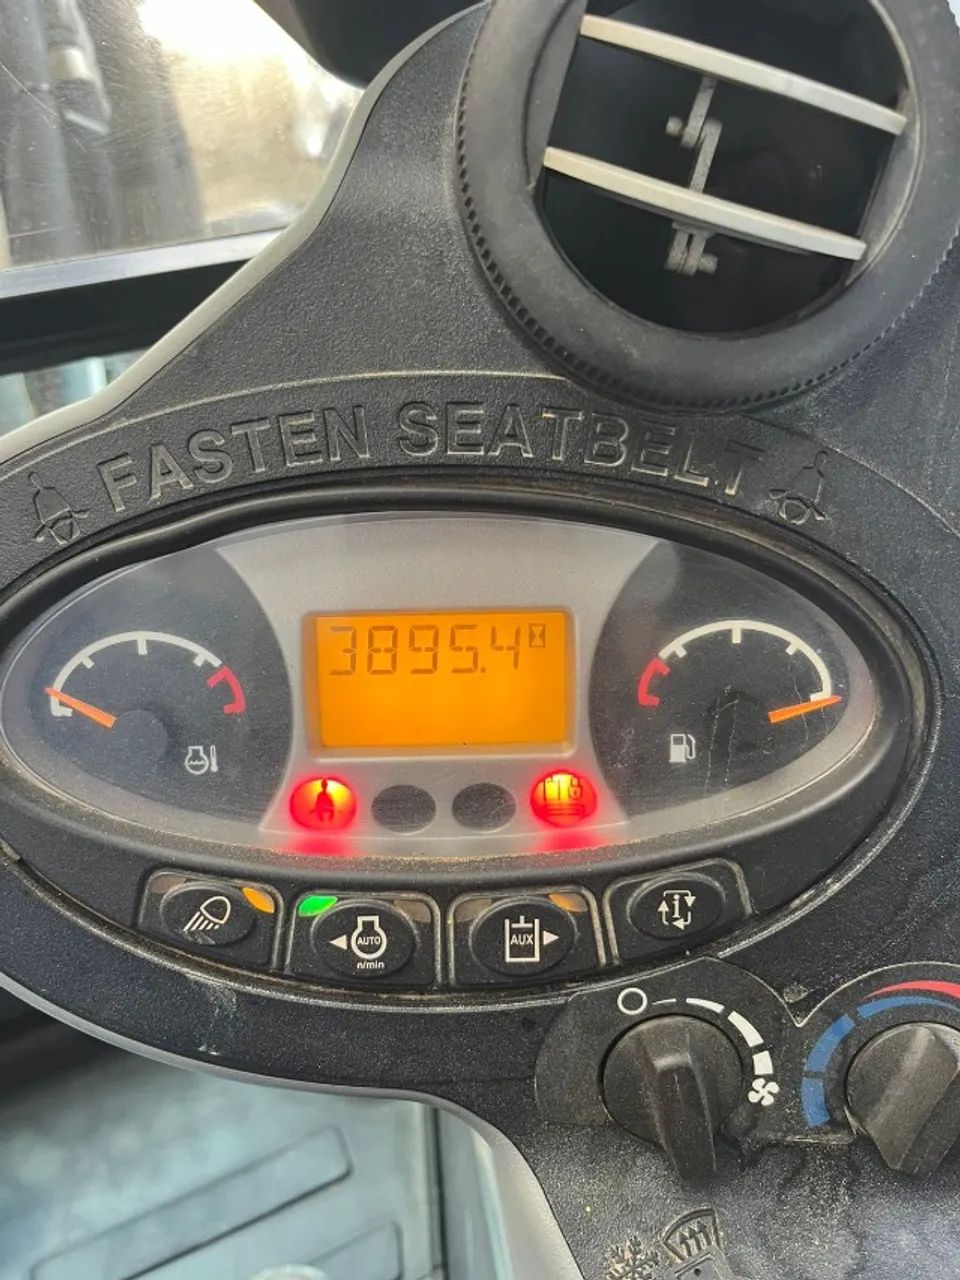 FASTEN SEATBELT
3895.4
AUTO
n/min
AUX
i